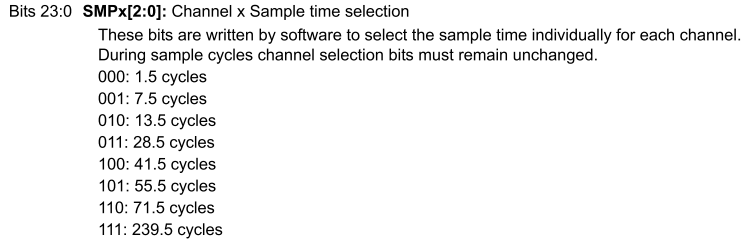 Bits 23:0 SMPx[2:0]: Channel x Sample time selection
These bits are written by software to select the sample time individually for each channel.
During sample cycles channel selection bits must remain unchanged.
000: 1.5 cycles
001: 7.5 cycles
010: 13.5 cycles
011: 28.5 cycles
100: 41.5 cycles
101: 55.5 cycles
110: 71.5 cycles
111: 239.5 cycles